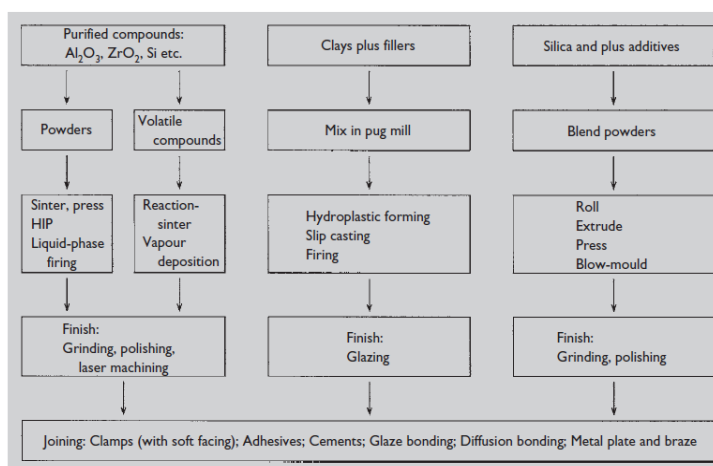 Purified compounds:
Al₂O₃, ZrO₂, Si etc.
Clays plus fillers
Silica and plus additives
Powders
Volatile
compounds
Mix in pug mill
Blend powders
Sinter, press
HIP
Liquid-phase
firing
Reaction-
sinter
Vapour
deposition
Hydroplastic forming
Slip casting
Firing
Roll
Extrude
Press
Blow-mould
Finish:
Grinding, polishing,
laser machining
Finish:
Glazing
Finish:
Grinding, polishing
Joining: Clamps (with soft facing); Adhesives; Cements; Glaze bonding; Diffusion bonding; Metal plate and braze